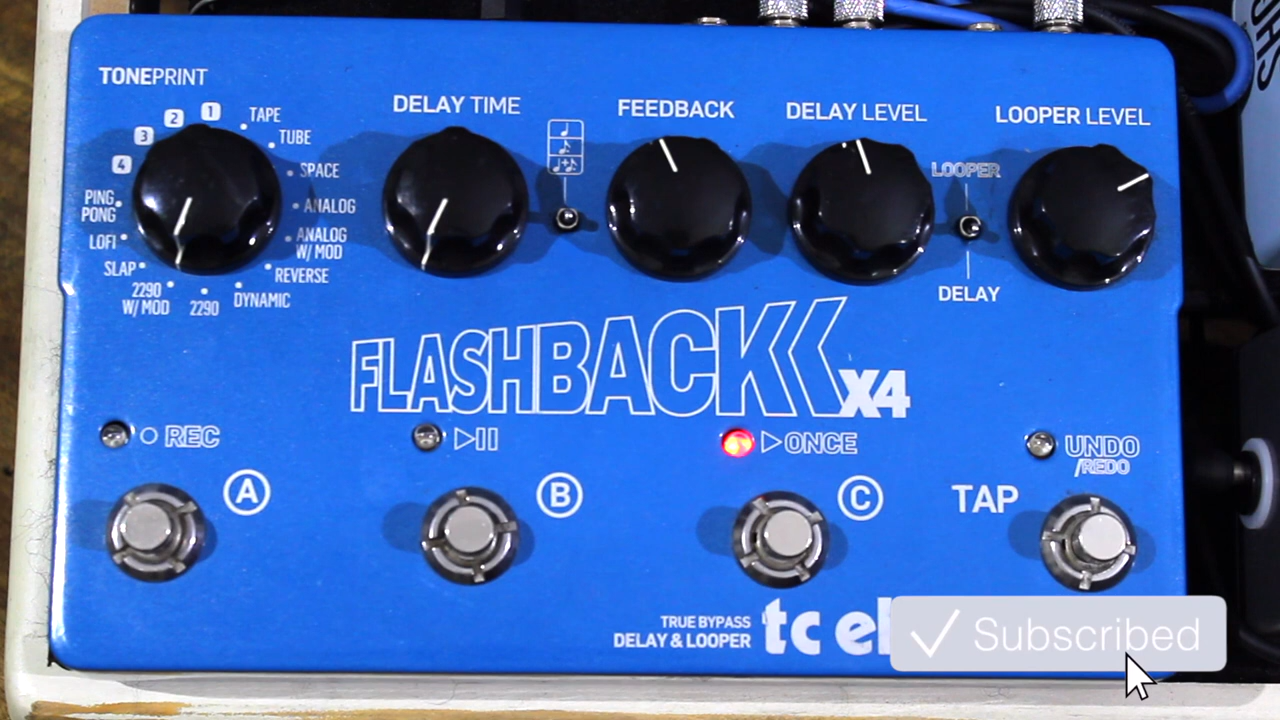 TONEPRINT
1
2
3
4
TAPE
TUBE
SPACE
ANALOG
ANALOG
W/ MOD
REVERSE
DYNAMIC
2290
2290
W/ MOD
SLAP
LOFI
PING
PONG
DELAY TIME
FEEDBACK
DELAY LEVEL
LOOPER
DELAY
LOOPER LEVEL
JHS
FLASHBACK X4
REC
ONCE
UNDO
/REDO
A
B
C
TAP
TRUE BYPASS
DELAY & LOOPER
tc el
Subscribed